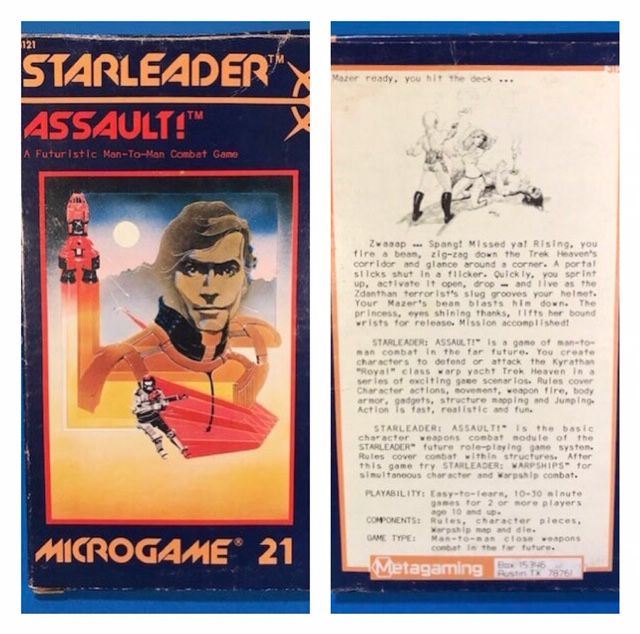 121
STARLEADER™
ASSAULT!™
A Futuristic Man-To-Man Combat Game
MICROGAME® 21
Mazer ready, you hit the deck ...
Zwaaap ... Spang! Missed ya! Rising, you
fire a beam, zig-zag down the Trek Heaven's
corridor and glance around a corner. A portal
slicks shut in a flicker. Quickly, you sprint
up, activate it open, drop ... and live as the
Zdanthan terrorist's slug grooves your helmet.
Your Mazer's beam blasts him down. The
princess, eyes shining thanks, lifts her bound
wrists for release. Mission accomplished!
STARLEADER: ASSAULT!™ is a game of man-to-
man combat in the far future. You create
characters to defend or attack the Kyrathan
"Royal" class warp yacht Trek Heaven in a
series of exciting game scenarios. Rules cover
Character actions, movement, weapon fire, body
armor, gadgets, structure mapping and Jumping.
Action is fast, realistic and fun.
STARLEADER: ASSAULT!™ is the basic
character weapons combat module of the
STARLEADER™ future role-playing game system.
Rules cover combat within structures. After
this game try STARLEADER: WARPSHIPS™ for
simultaneous character and Warpship combat.
PLAYABILITY: Easy-to-learn, 10-30 minute
games for 2 or more players
age 10 and up.
COMPONENTS: Rules, character pieces,
Warpship map and die.
GAME TYPE: Man-to-man close weapons
combat in the far future.
Metagaming
Box 15346
Austin TX 78761